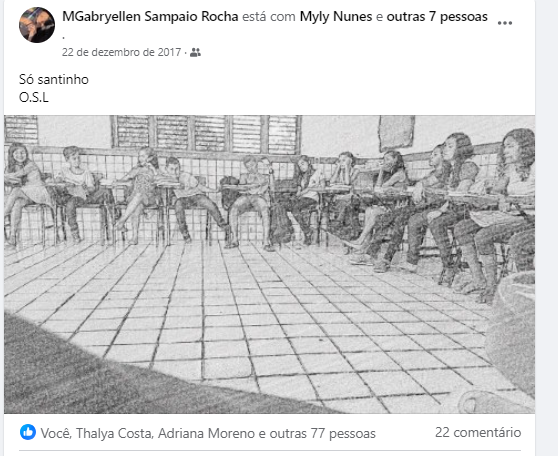 MGabryellen Sampaio Rocha está com Myly Nunes e outras 7 pessoas
.
22 de dezembro de 2017 ·
Só santinho
O.S.L
Você, Thalya Costa, Adriana Moreno e outras 77 pessoas
22 comentário